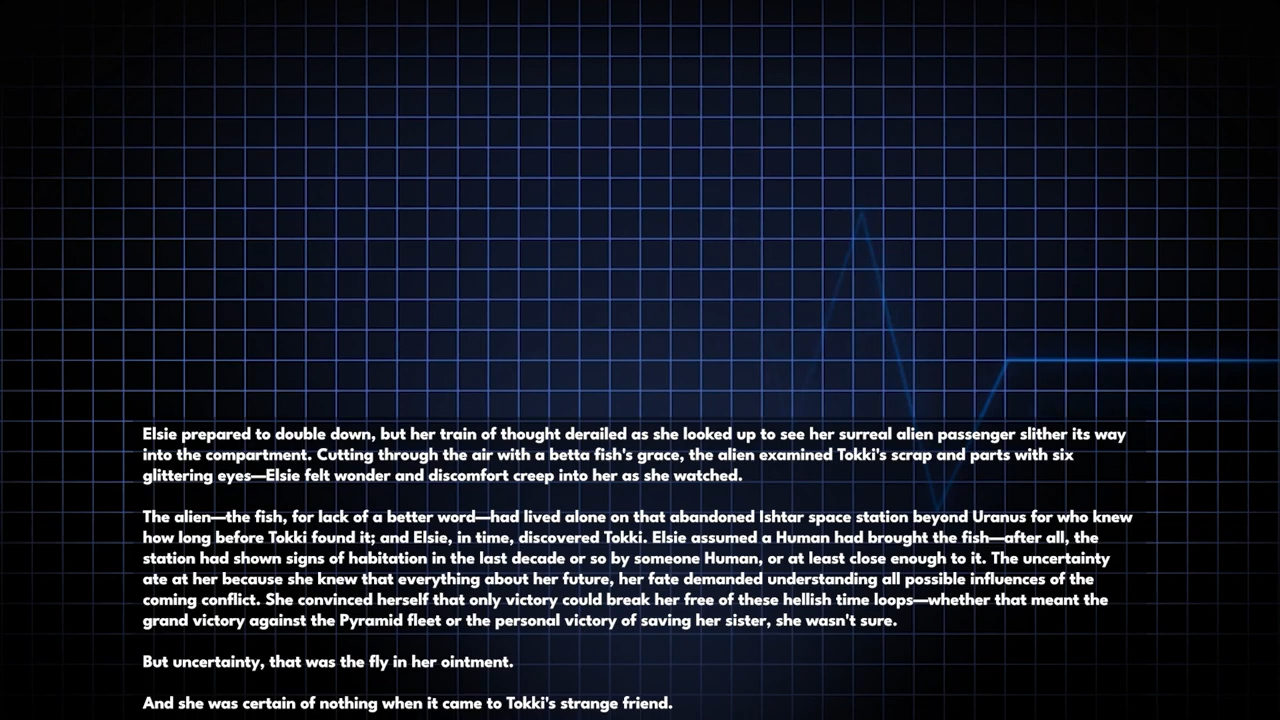 Elsie prepared to double down, but her train of thought derailed as she looked up to see her surreal alien passenger slither its way
into the compartment. Cutting through the air with a betta fish's grace, the alien examined Tokki's scrap and parts with six
glittering eyes—Elsie felt wonder and discomfort creep into her as she watched.
The alien—the fish, for lack of a better word—had lived alone on that abandoned Ishtar space station beyond Uranus for who knew
how long before Tokki found it; and Elsie, in time, discovered Tokki. Elsie assumed a Human had brought the fish—after all, the
station had shown signs of habitation in the last decade or so by someone Human, or at least close enough to it. The uncertainty
ate at her because she knew that everything about her future, her fate demanded understanding all possible influences of the
coming conflict. She convinced herself that only victory could break her free of these hellish time loops—whether that meant the
grand victory against the Pyramid fleet or the personal victory of saving her sister, she wasn't sure.
But uncertainty, that was the fly in her ointment.
And she was certain of nothing when it came to Tokki's strange friend.